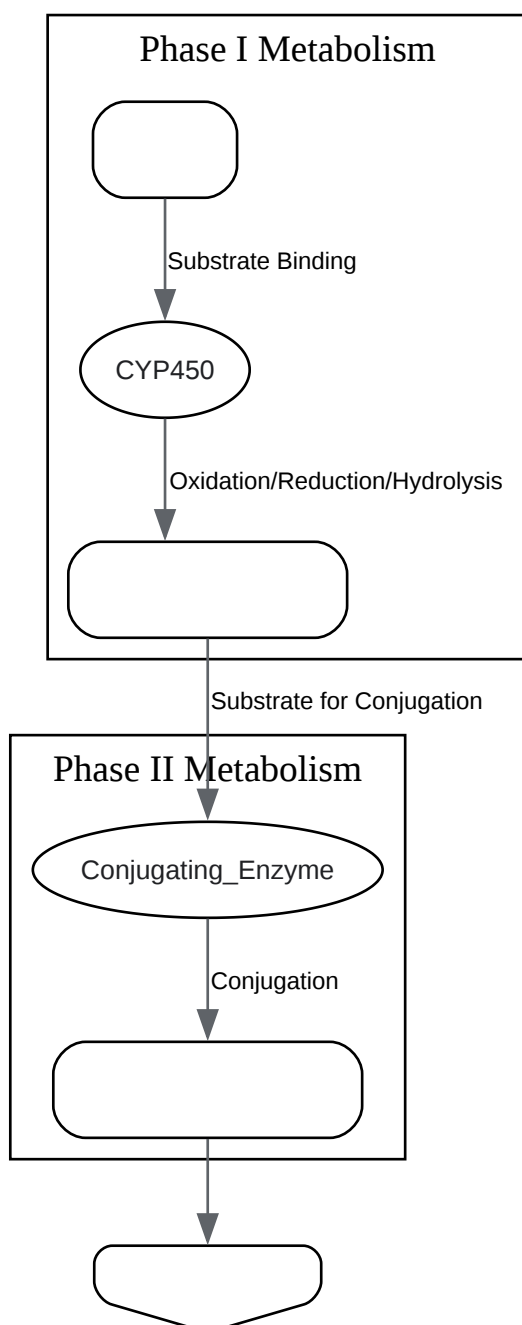 Phase I Metabolism
Substrate Binding
CYP450
Oxidation/Reduction/Hydrolysis
Substrate for Conjugation
Phase II Metabolism
Conjugating_Enzyme
Conjugation